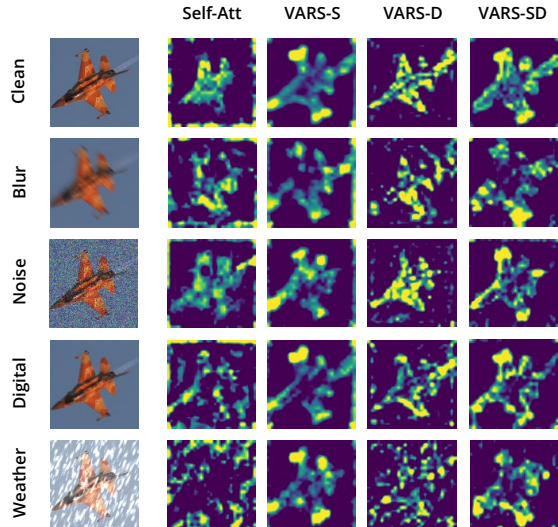 Self-Att VARS-S VARS-D VARS-SD
Clean
Blur
Noise
Digital
Weather